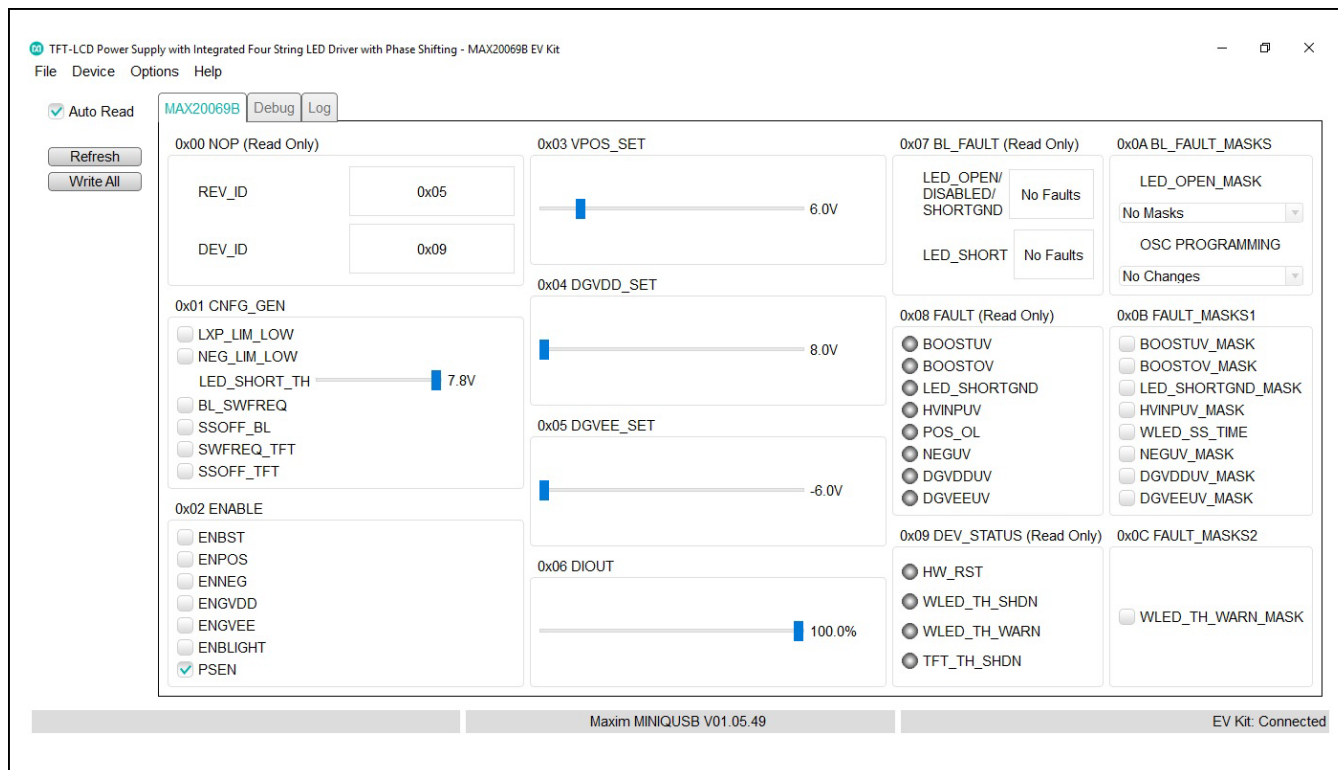 TFT-LCD Power Supply with Integrated Four String LED Driver with Phase Shifting - MAX20069B EV Kit
File Device Options Help
Auto Read
Refresh
Write All
MAX20069B Debug Log
0x00 NOP (Read Only)
REV_ID 0x05
DEV_ID 0x09
0x01 CNFG_GEN
LXP_LIM_LOW
NEG_LIM_LOW
LED_SHORT_TH 7.8V
BL_SWFREQ
SSOFF_BL
SWFREQ_TFT
SSOFF_TFT
0x02 ENABLE
ENBST
ENPOS
ENNEG
ENGVDD
ENGVEE
ENBLIGHT
PSEN
0x03 VPOS_SET
6.0V
0x04 DGVDD_SET
8.0V
0x05 DGVEE_SET
-6.0V
0x06 DIOUT
100.0%
0x07 BL_FAULT (Read Only)
LED_OPEN/
DISABLED/
SHORTGND
No Faults
LED_SHORT No Faults
0x08 FAULT (Read Only)
BOOSTUV
BOOSTOV
LED_SHORTGND
HVINPUV
POS_OL
NEGUV
DGVDDUV
DGVEEUV
0x09 DEV_STATUS (Read Only)
HW_RST
WLED_TH_SHDN
WLED_TH_WARN
TFT_TH_SHDN
0x0A BL_FAULT_MASKS
LED_OPEN_MASK
No Masks
OSC PROGRAMMING
No Changes
0x0B FAULT_MASKS1
BOOSTUV_MASK
BOOSTOV_MASK
LED_SHORTGND_MASK
HVINPUV_MASK
WLED_SS_TIME
NEGUV_MASK
DGVDDUV_MASK
DGVEEUV_MASK
0x0C FAULT_MASKS2
WLED_TH_WARN_MASK
Maxim MINIQUSB V01.05.49
EV Kit: Connected